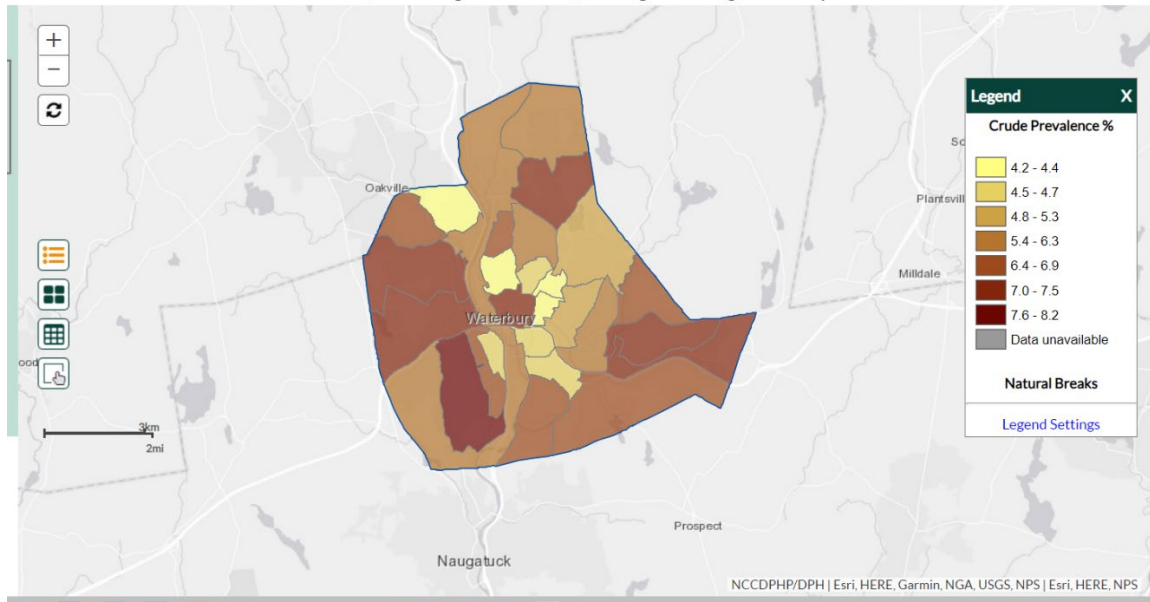 +
−
Oakville
Waterbury
Naugatuck
Prospect
Milldale
Plantsvill
3km
2mi
Legend X
Crude Prevalence %
4.2 - 4.4
4.5 - 4.7
4.8 - 5.3
5.4 - 6.3
6.4 - 6.9
7.0 - 7.5
7.6 - 8.2
Data unavailable
Natural Breaks
Legend Settings
NCCDPHP/DPH | Esri, HERE, Garmin, NGA, USGS, NPS | Esri, HERE, NPS